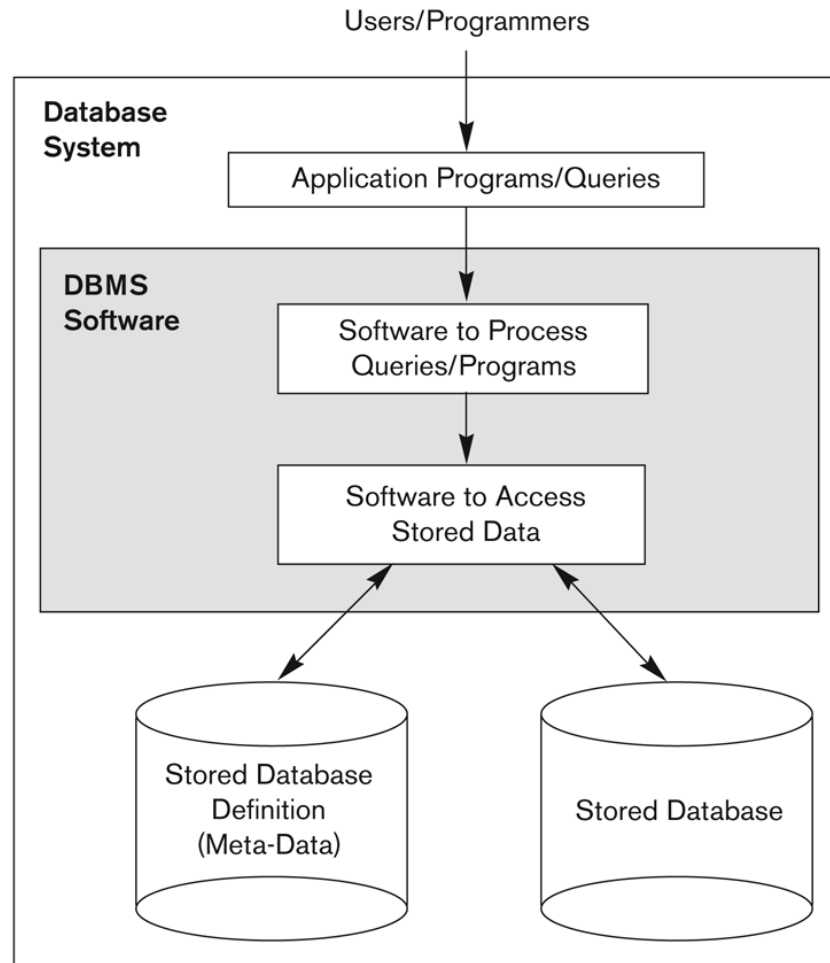 Users/Programmers
Database
System
Application Programs/Queries
DBMS
Software
Software to Process
Queries/Programs
Software to Access
Stored Data
Stored Database
Definition
(Meta-Data)
Stored Database